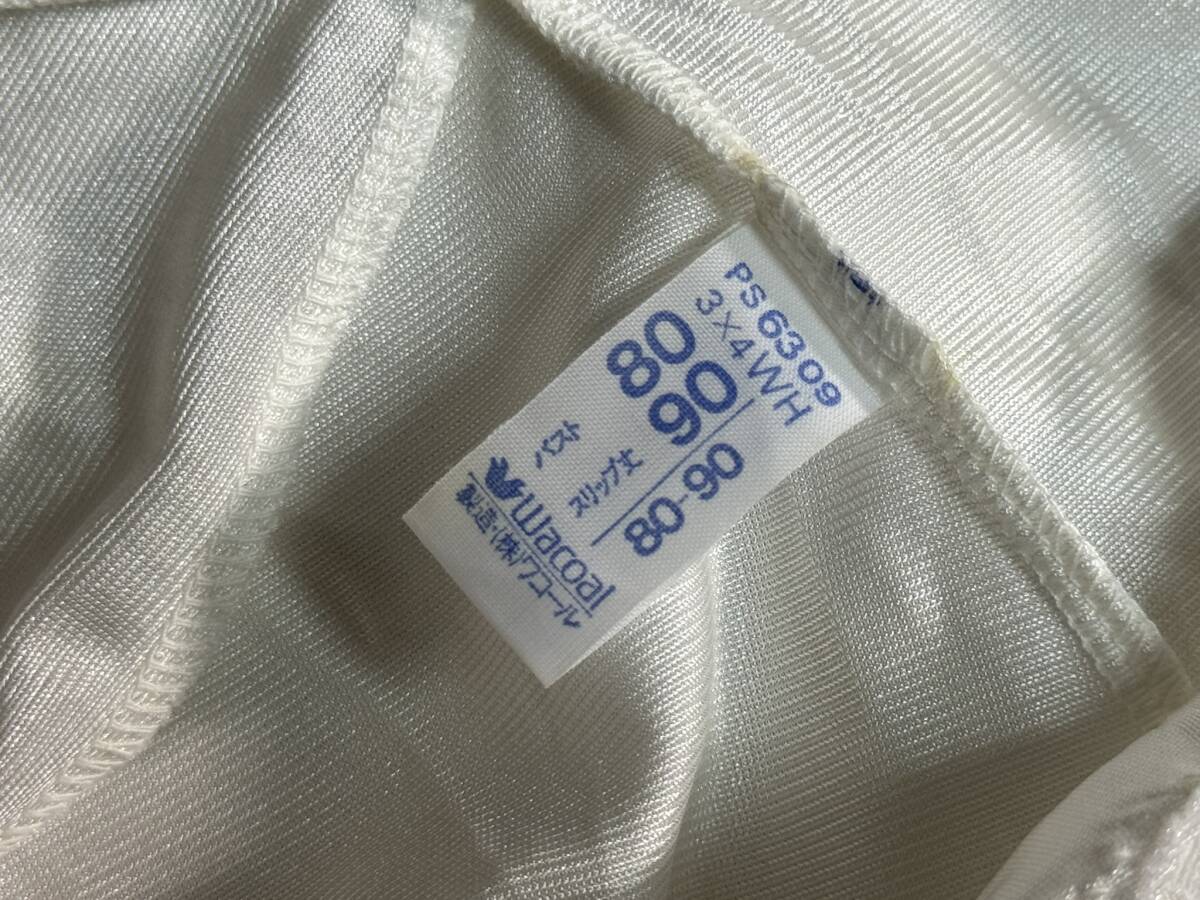 PS6309
3×4WH
バスト 80
スリップ丈 90
80-90
wacoal
製造・(株)ワコール